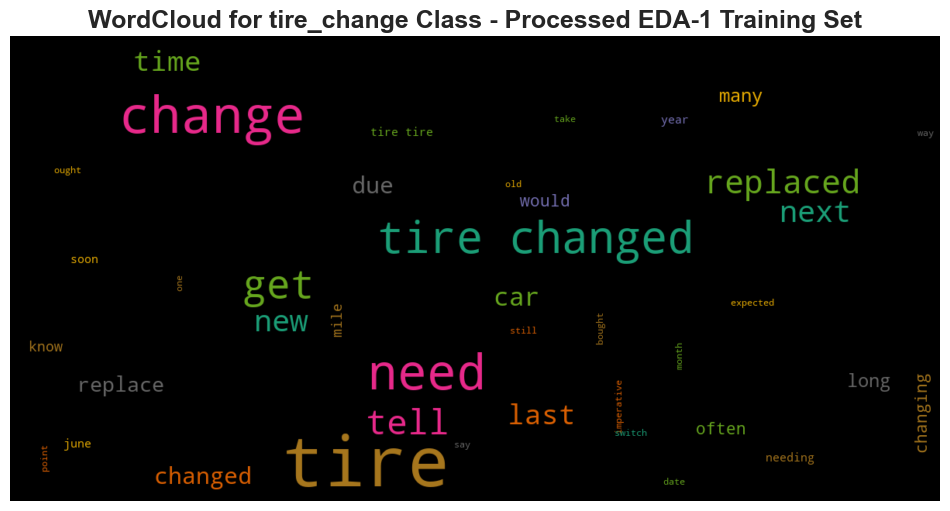 WordCloud for tire_change Class - Processed EDA-1 Training Set
time
change
many
tire tire
take
year
way
ought
due
old
would
replaced
next
tire changed
soon
one
get
new
mile
car
still
bought
expected
know
month
replace
need
long
changing
imperative
tell
last
switch
often
june
say
point
changed
tire
needing
date